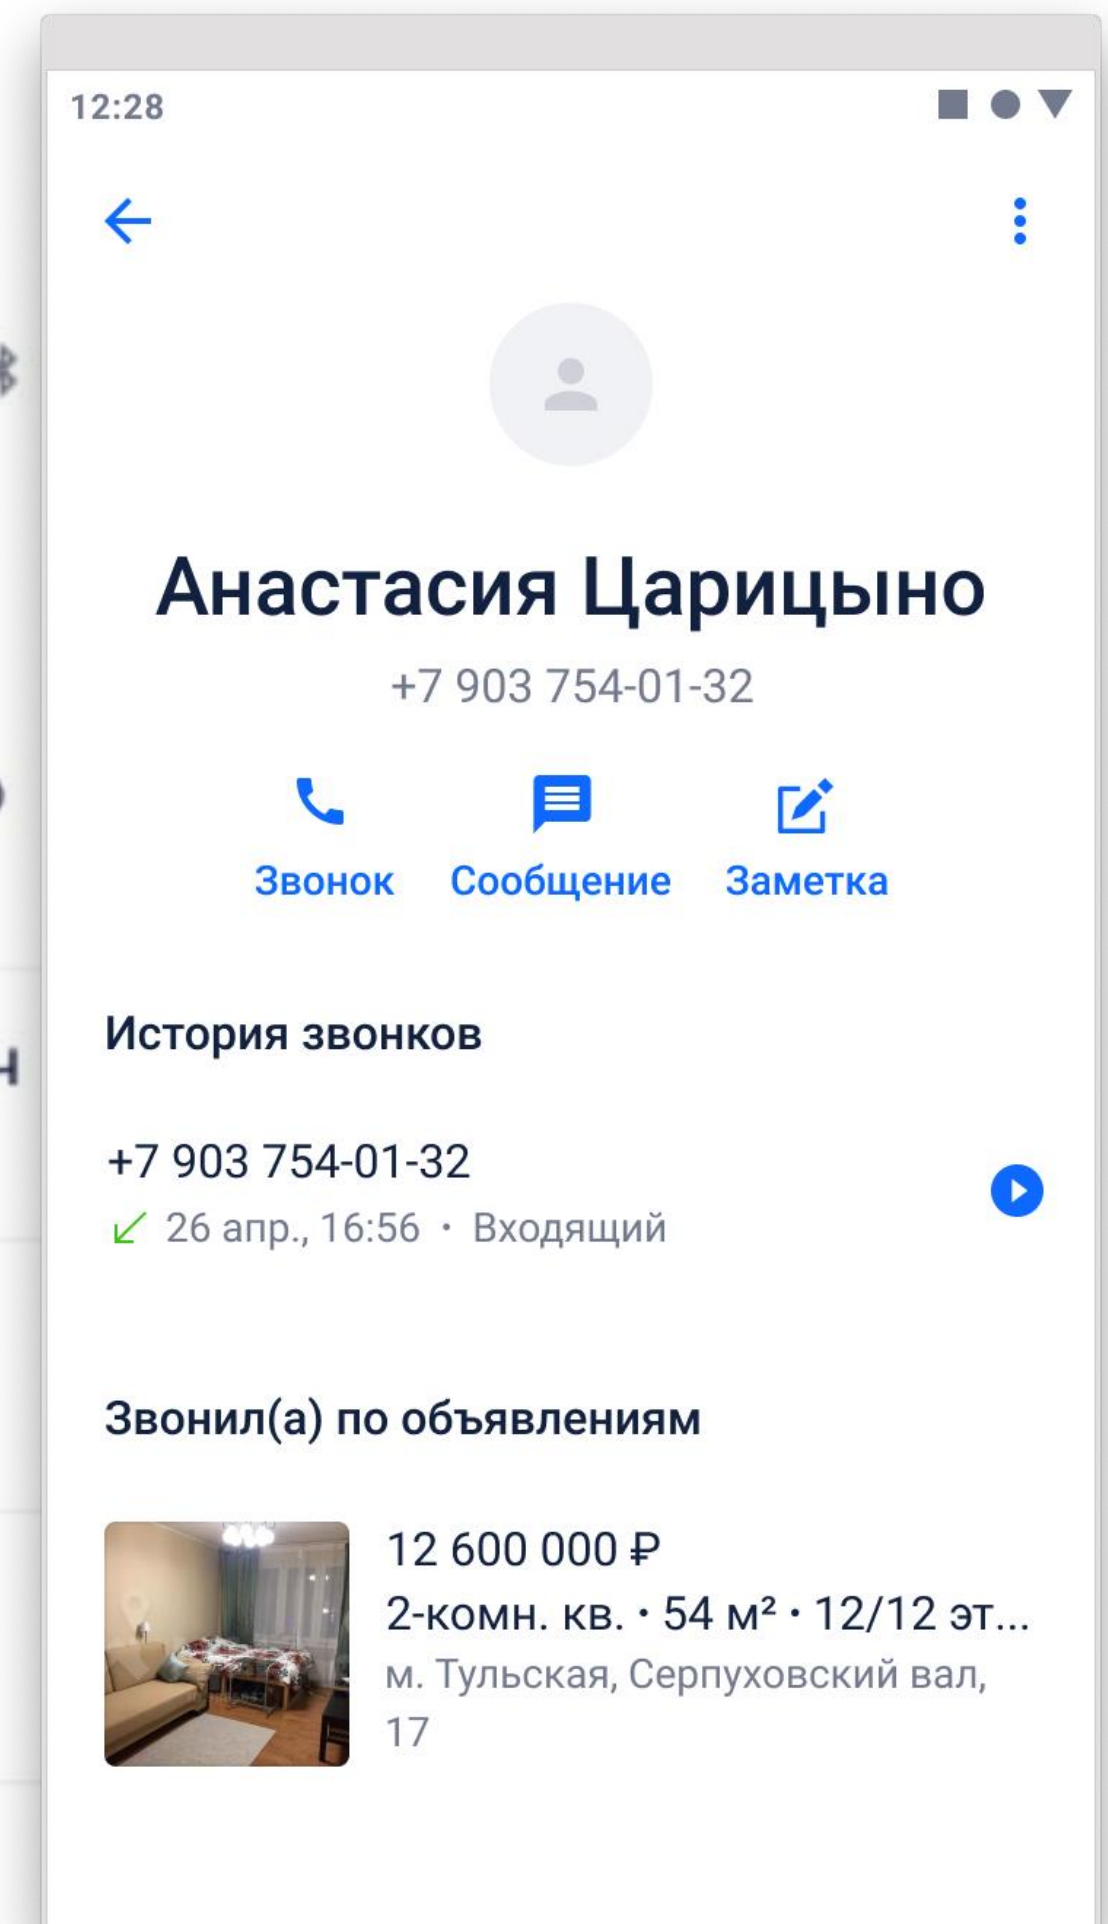 12:28
Анастасия Царицыно
+7 903 754-01-32
Звонок Сообщение Заметка
История звонков
+7 903 754-01-32
26 апр., 16:56 • Входящий
Звонил(а) по объявлениям
12 600 000 ₽
2-комн. кв. • 54 м² • 12/12 эт...
м. Тульская, Серпуховский вал,
17